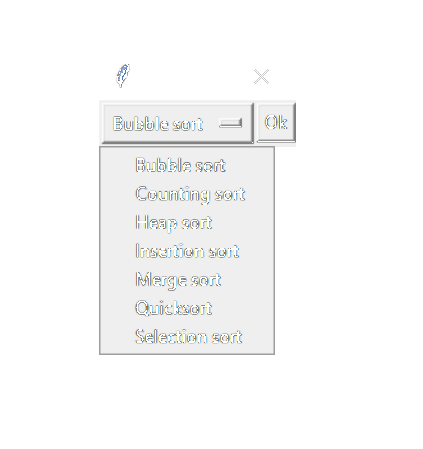 Bubble sort Ok
Bubble sort
Counting sort
Heap sort
Insertion sort
Merge sort
Quicksort
Selection sort